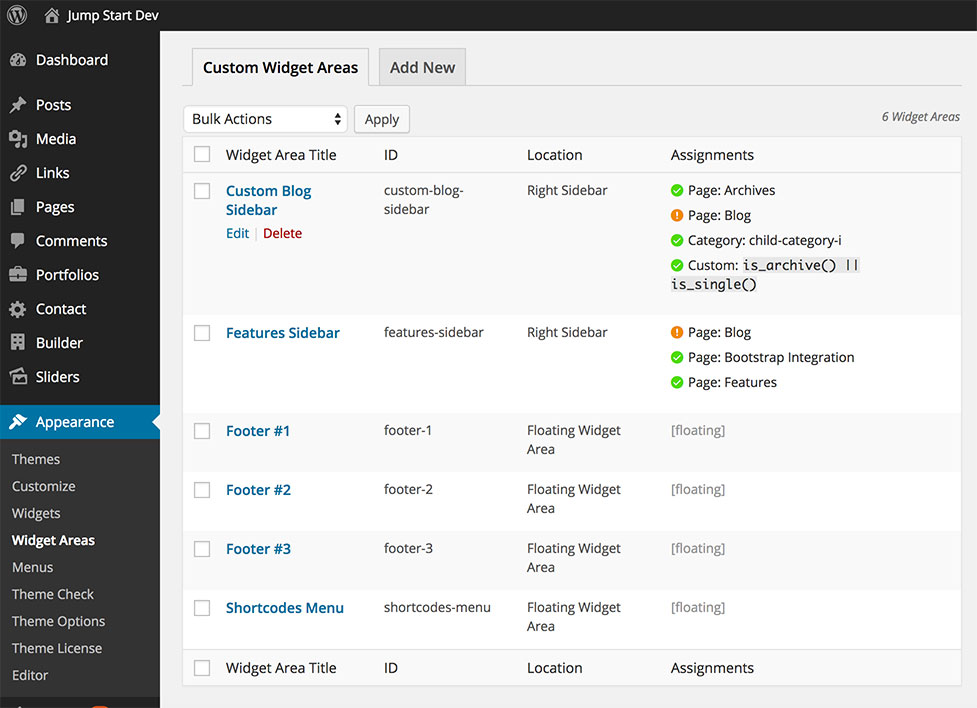 Jump Start Dev
Dashboard
Posts
Media
Links
Pages
Comments
Portfolios
Contact
Builder
Sliders
Appearance
Themes
Customize
Widgets
Widget Areas
Menus
Theme Check
Theme Options
Theme License
Editor
Custom Widget Areas
Add New
Bulk Actions
Apply
6 Widget Areas
Widget Area Title ID Location Assignments
Custom Blog
Sidebar
Edit | Delete
custom-blog-
sidebar
Right Sidebar
Page: Archives
Page: Blog
Category: child-category-i
Custom: is_archive() ||
is_single()
Features Sidebar features-sidebar Right Sidebar
Page: Blog
Page: Bootstrap Integration
Page: Features
Footer #1 footer-1 Floating Widget
Area
[floating]
Footer #2 footer-2 Floating Widget
Area
[floating]
Footer #3 footer-3 Floating Widget
Area
[floating]
Shortcodes Menu shortcodes-menu Floating Widget
Area
[floating]
Widget Area Title ID Location Assignments